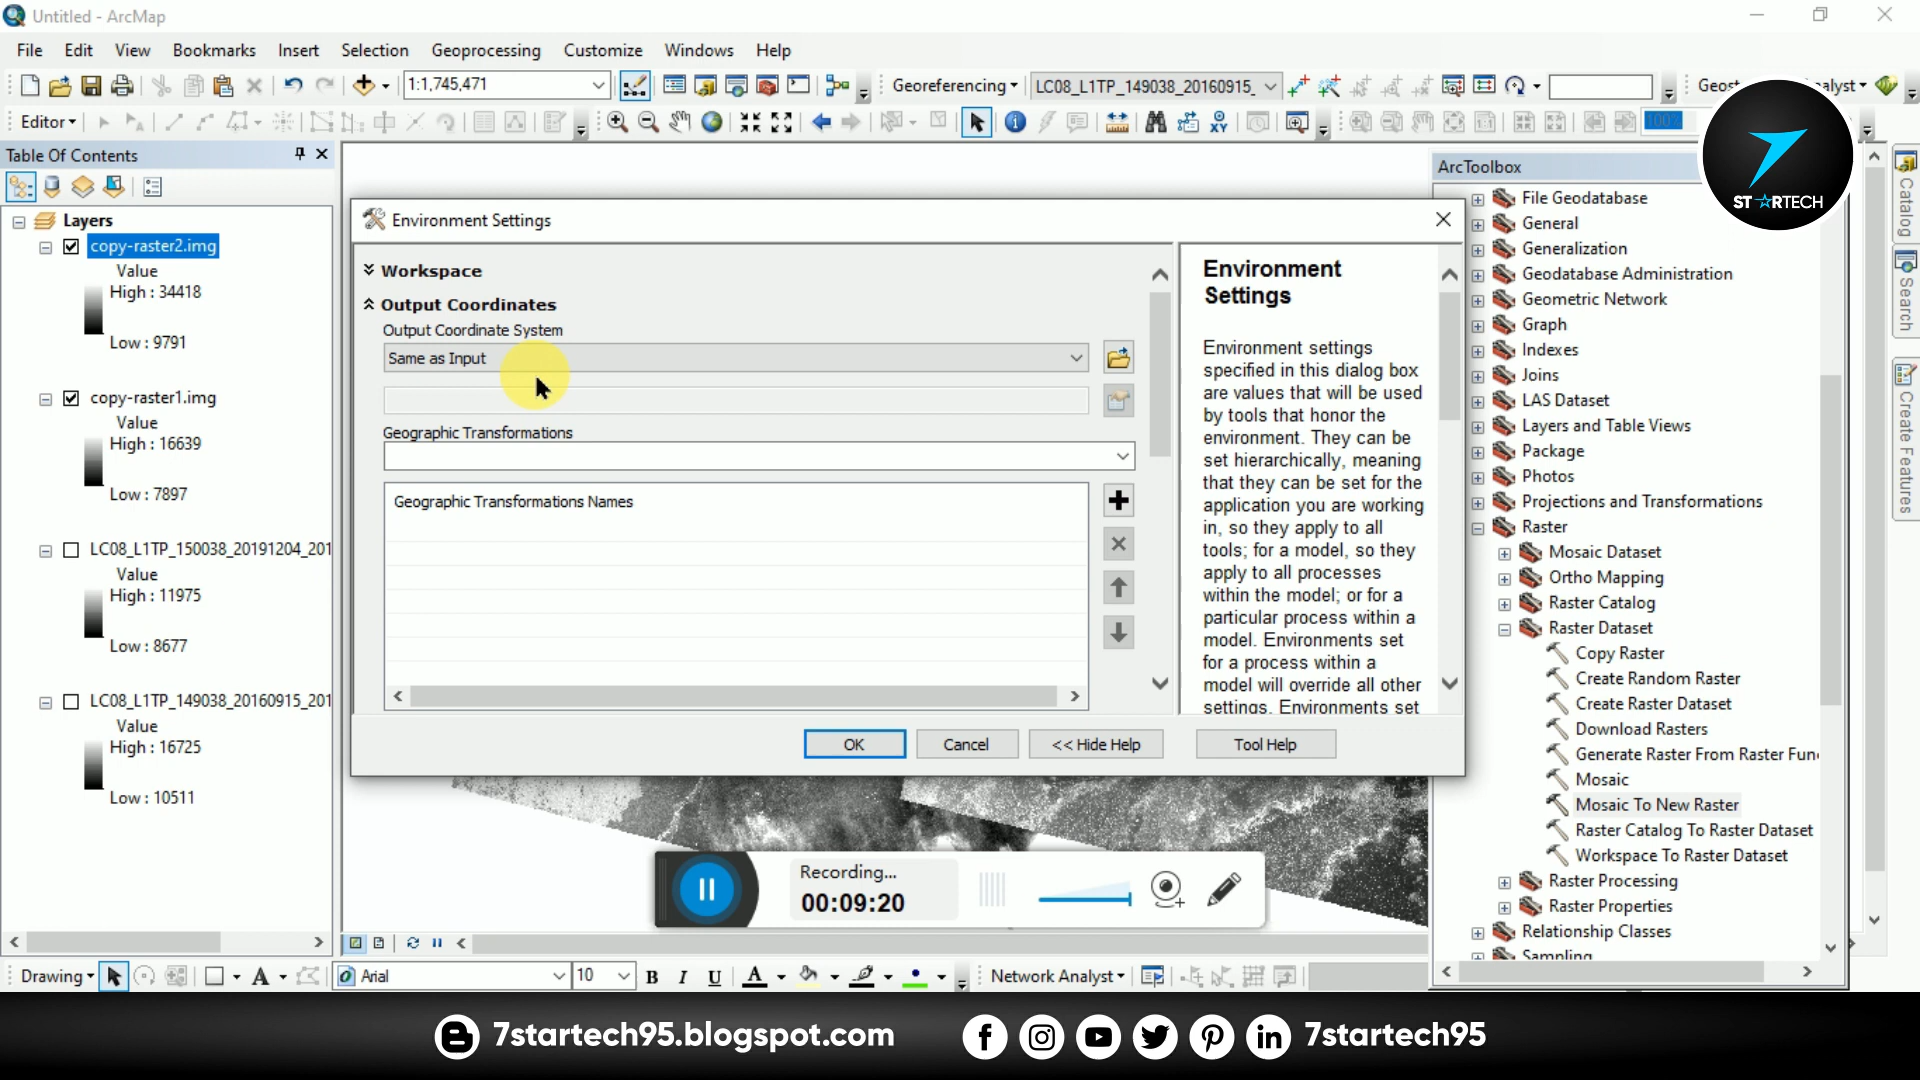 Untitled - ArcMap
File Edit View Bookmarks Insert Selection Geoprocessing Customize Windows Help
1:1,745,471
Georeferencing
LC08_L1TP_149038_20160915_
Geost
alyst
Editor
100%
Table Of Contents
Layers
copy-raster2.img
Value
High : 34418
Low : 9791
copy-raster1.img
Value
High : 16639
Low : 7897
LC08_L1TP_150038_20191204_201
Value
High : 11975
Low : 8677
LC08_L1TP_149038_20160915_201
Value
High : 16725
Low : 10511
Environment Settings
Workspace
Output Coordinates
Output Coordinate System
Same as Input
Geographic Transformations
Geographic Transformations Names
OK
Cancel
<< Hide Help
Tool Help
Environment
Settings
Environment settings
specified in this dialog box
are values that will be used
by tools that honor the
environment. They can be
set hierarchically, meaning
that they can be set for the
application you are working
in, so they apply to all
tools; for a model, so they
apply to all processes
within the model; or for a
particular process within a
model. Environments set
for a process within a
model will override all other
settings. Environments set
ArcToolbox
File Geodatabase
General
Generalization
Geodatabase Administration
Geometric Network
Graph
Indexes
Joins
LAS Dataset
Layers and Table Views
Package
Photos
Projections and Transformations
Raster
Mosaic Dataset
Ortho Mapping
Raster Catalog
Raster Dataset
Copy Raster
Create Random Raster
Create Raster Dataset
Download Rasters
Generate Raster From Raster Fun
Mosaic
Mosaic To New Raster
Raster Catalog To Raster Dataset
Workspace To Raster Dataset
Raster Processing
Raster Properties
Relationship Classes
Sampling
Catalog
Search
Create Features
STARTECH
Recording...
00:09:20
Drawing
Arial
10
B I U A
Network Analyst
7startech95.blogspot.com
7startech95